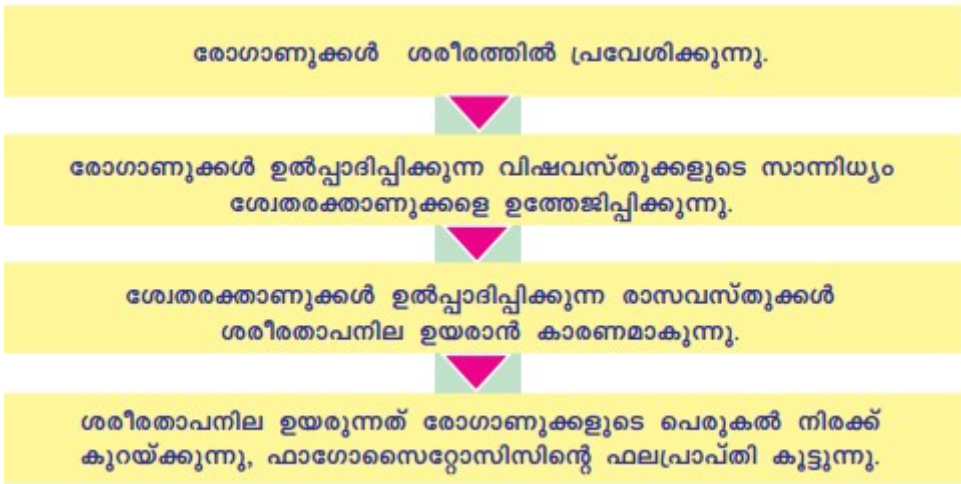 രോഗാണുക്കൾ ശരീരത്തിൽ പ്രവേശിക്കുന്നു.
രോഗാണുക്കൾ ഉൽപ്പാദിപ്പിക്കുന്ന വിഷവസ്തുക്കളുടെ സാന്നിധ്യം
ശ്വേതരക്താണുക്കളെ ഉത്തേജിപ്പിക്കുന്നു.
ശ്വേതരക്താണുക്കൾ ഉൽപ്പാദിപ്പിക്കുന്ന രാസവസ്തുക്കൾ
ശരീരതാപനില ഉയരാൻ കാരണമാകുന്നു.
ശരീരതാപനില ഉയരുന്നത് രോഗാണുക്കളുടെ പെരുകൽ നിരക്ക്
കുറയ്ക്കുന്നു, ഫാഗോസൈറ്റോസിസിന്റെ ഫലപ്രാപ്തി കൂട്ടുന്നു.